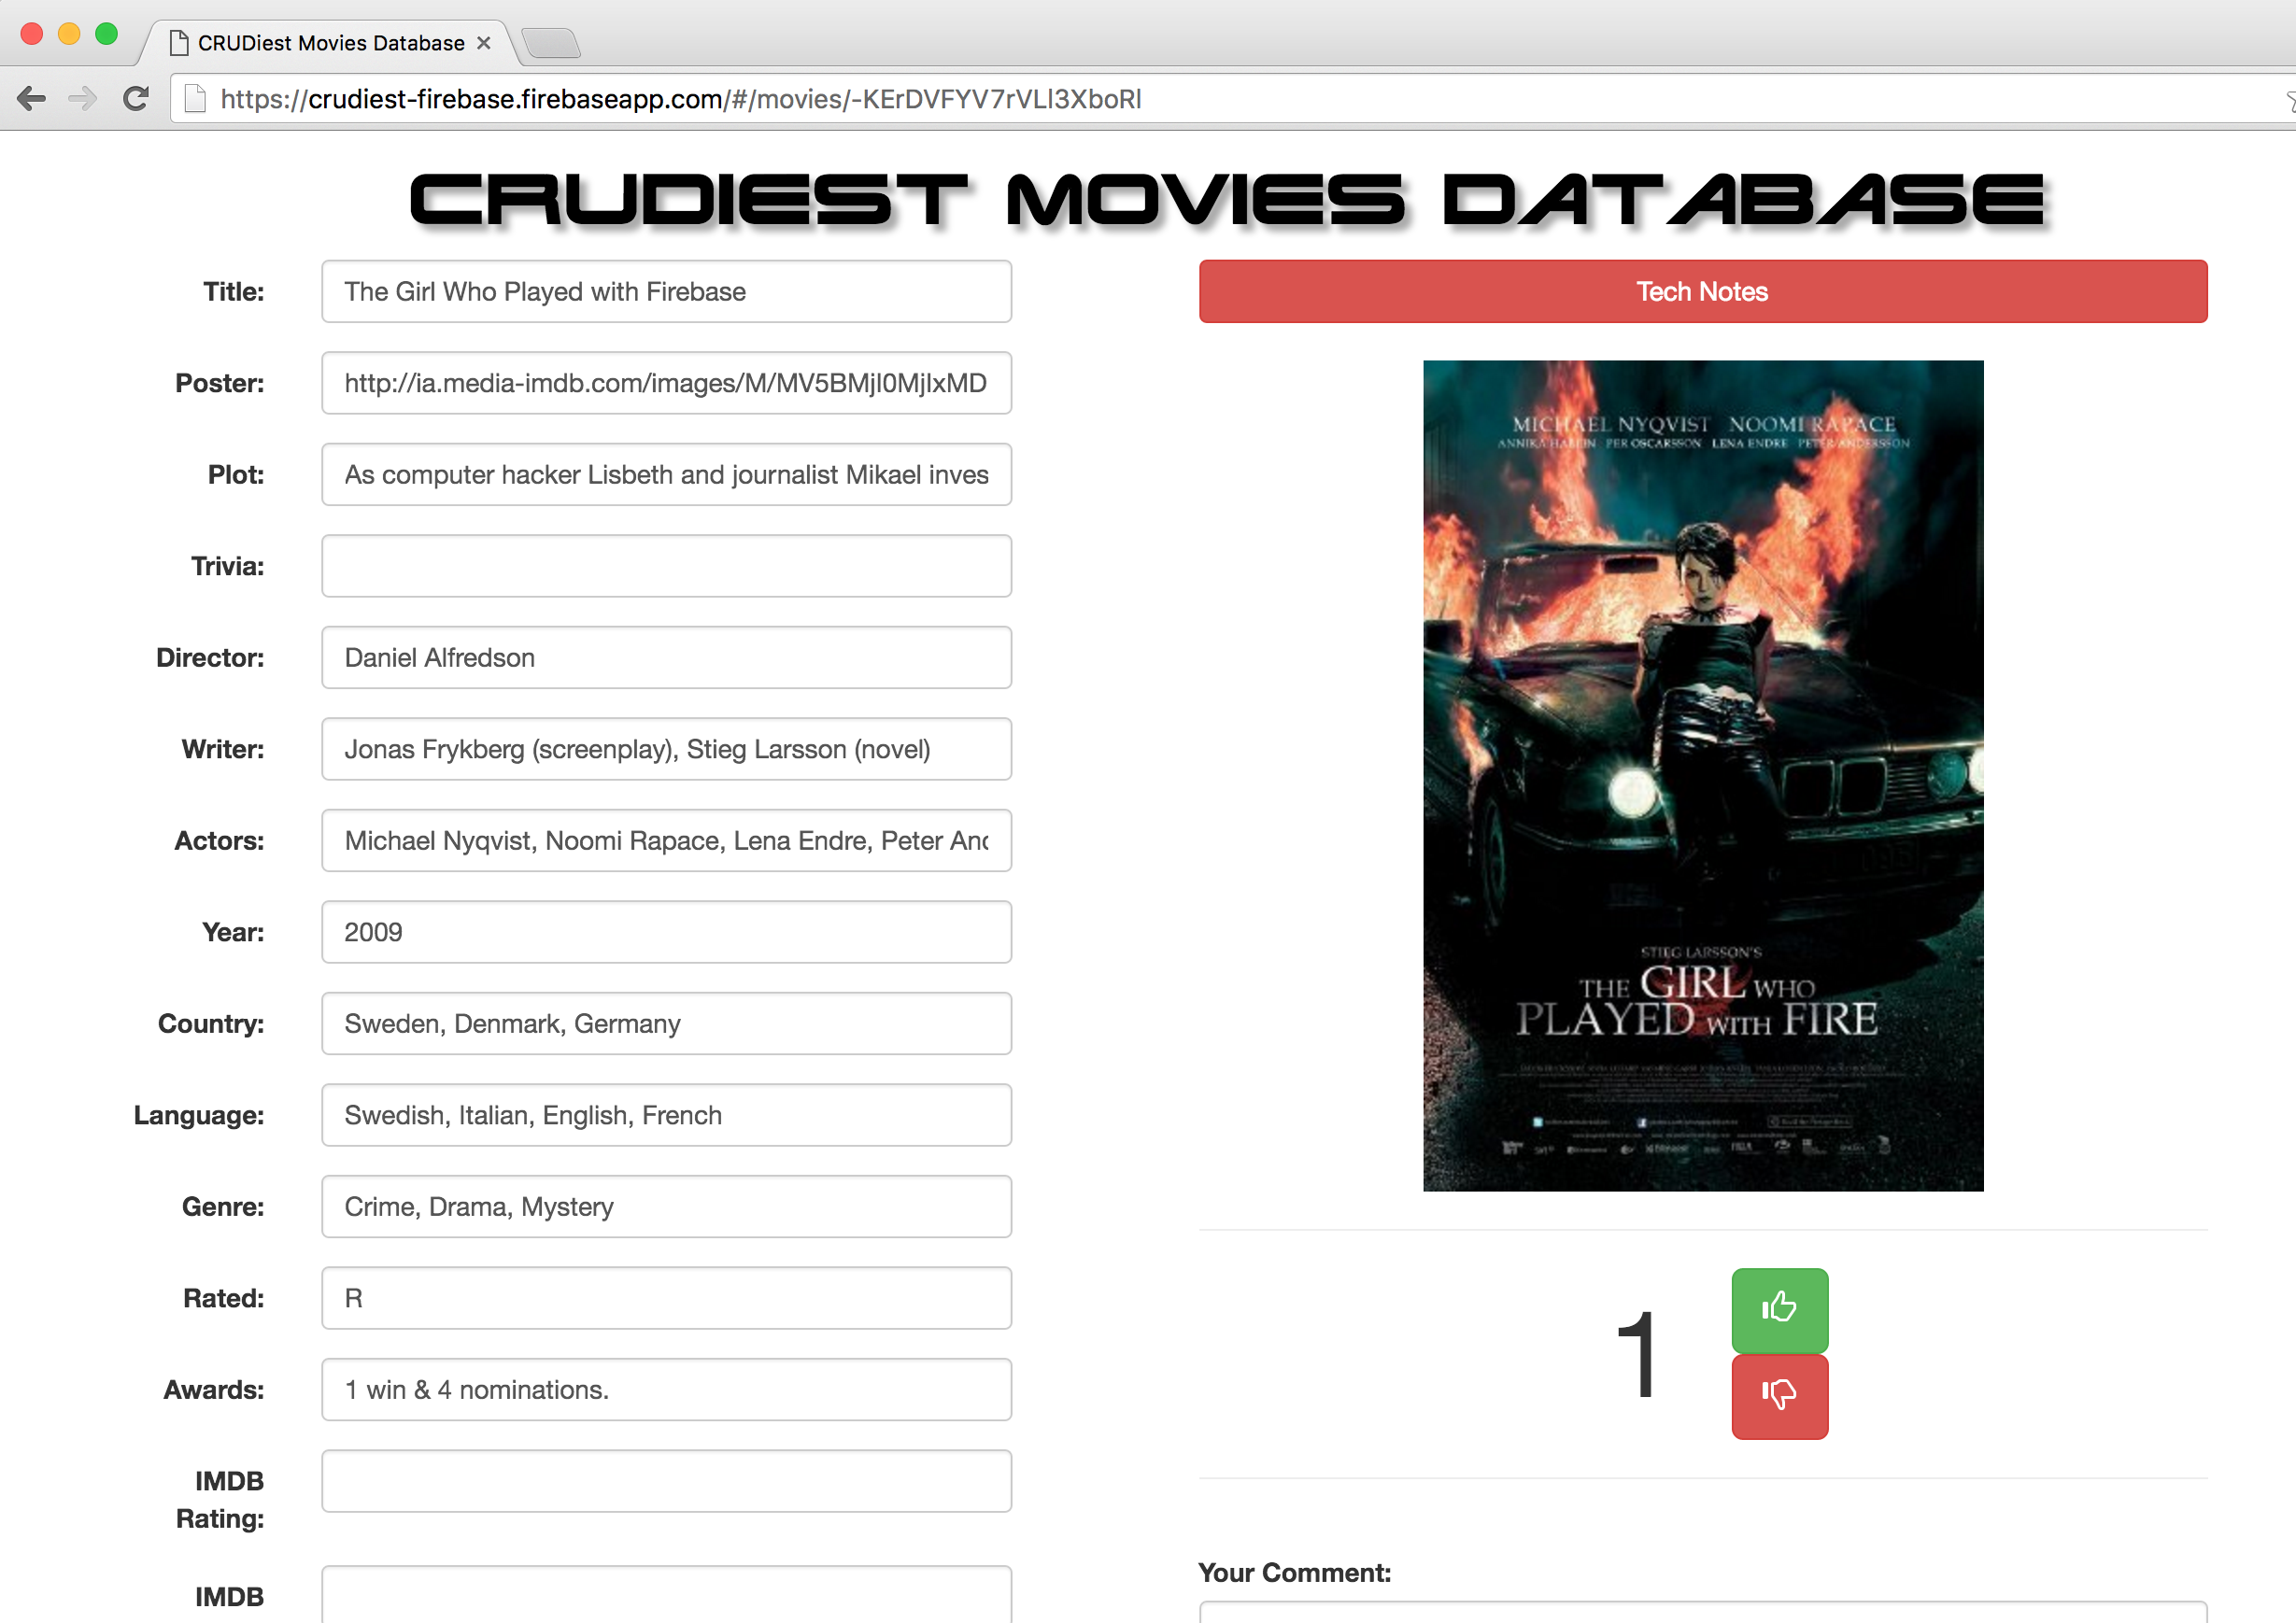 CRUDiest Movies Database
https://crudiest-firebase.firebaseapp.com/#/movies/-KErDVFYV7rVLl3XboRl
CRUDIEST MOVIES DATABASE
Title: The Girl Who Played with Firebase
Poster: http://ia.media-imdb.com/images/M/MV5BMjI0MjIxMD
Plot: As computer hacker Lisbeth and journalist Mikael inves
Trivia:
Director: Daniel Alfredson
Writer: Jonas Frykberg (screenplay), Stieg Larsson (novel)
Actors: Michael Nyqvist, Noomi Rapace, Lena Endre, Peter And
Year: 2009
Country: Sweden, Denmark, Germany
Language: Swedish, Italian, English, French
Genre: Crime, Drama, Mystery
Rated: R
Awards: 1 win & 4 nominations.
IMDB
Rating:
IMDB
Tech Notes
MICHAEL NYQVIST NOOMI RAPACE
ANNIKA HALLIN PER OSCARSSON LENA ENDRE PETER ANDERSSON
STIEG LARSSON'S
THE GIRL WHO
PLAYED WITH FIRE
1
Your Comment: